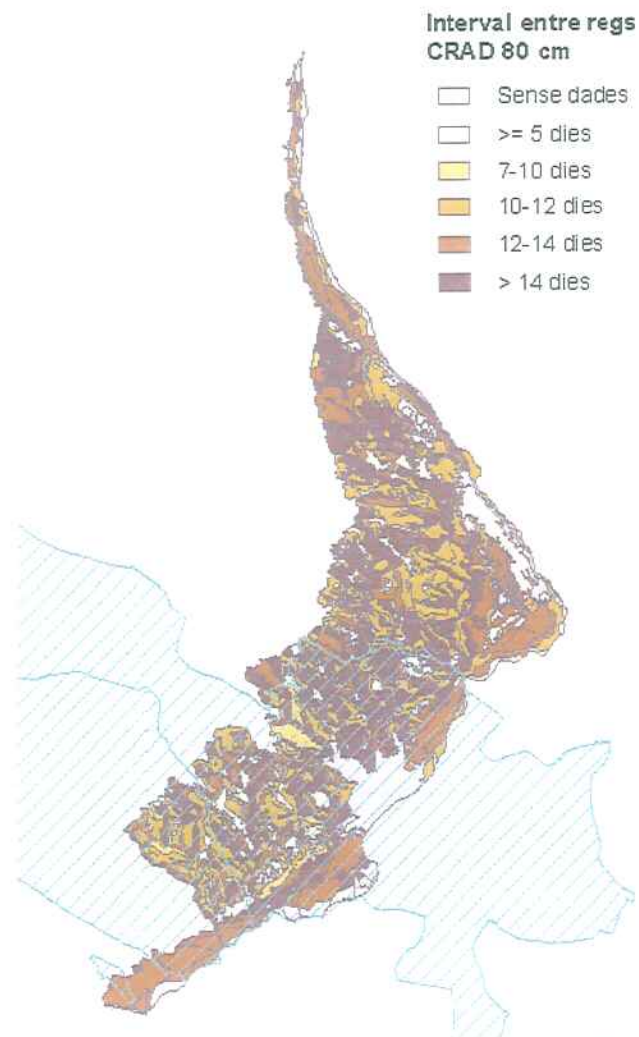 Interval entre regs
CRAD 80 cm
Sense dades
>= 5 dies
7-10 dies
10-12 dies
12-14 dies
> 14 dies